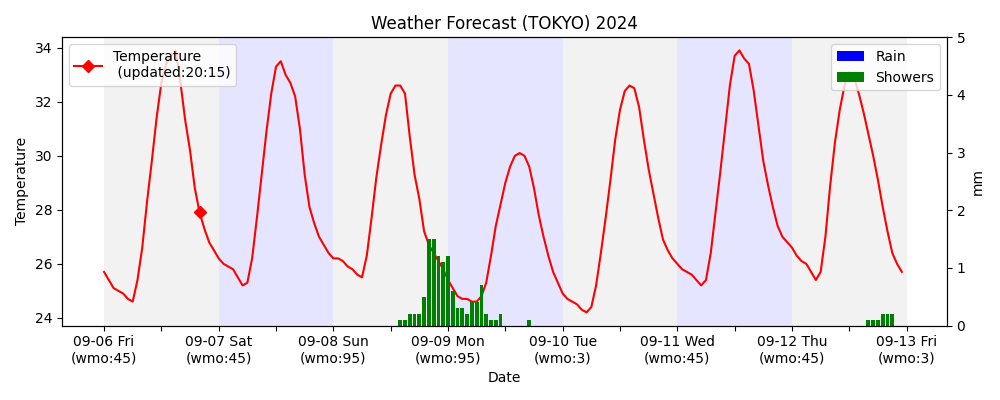 Weather Forecast (TOKYO) 2024
Temperature
(updated:20:15)
Rain
Showers
34
32
30
28
26
24
Temperature
5
4
3
2
1
0
mm
09-06 Fri
(wmo:45)
09-07 Sat
(wmo:45)
09-08 Sun
(wmo:95)
09-09 Mon
(wmo:95)
09-10 Tue
(wmo:3)
09-11 Wed
(wmo:45)
09-12 Thu
(wmo:45)
09-13 Fri
(wmo:3)
Date